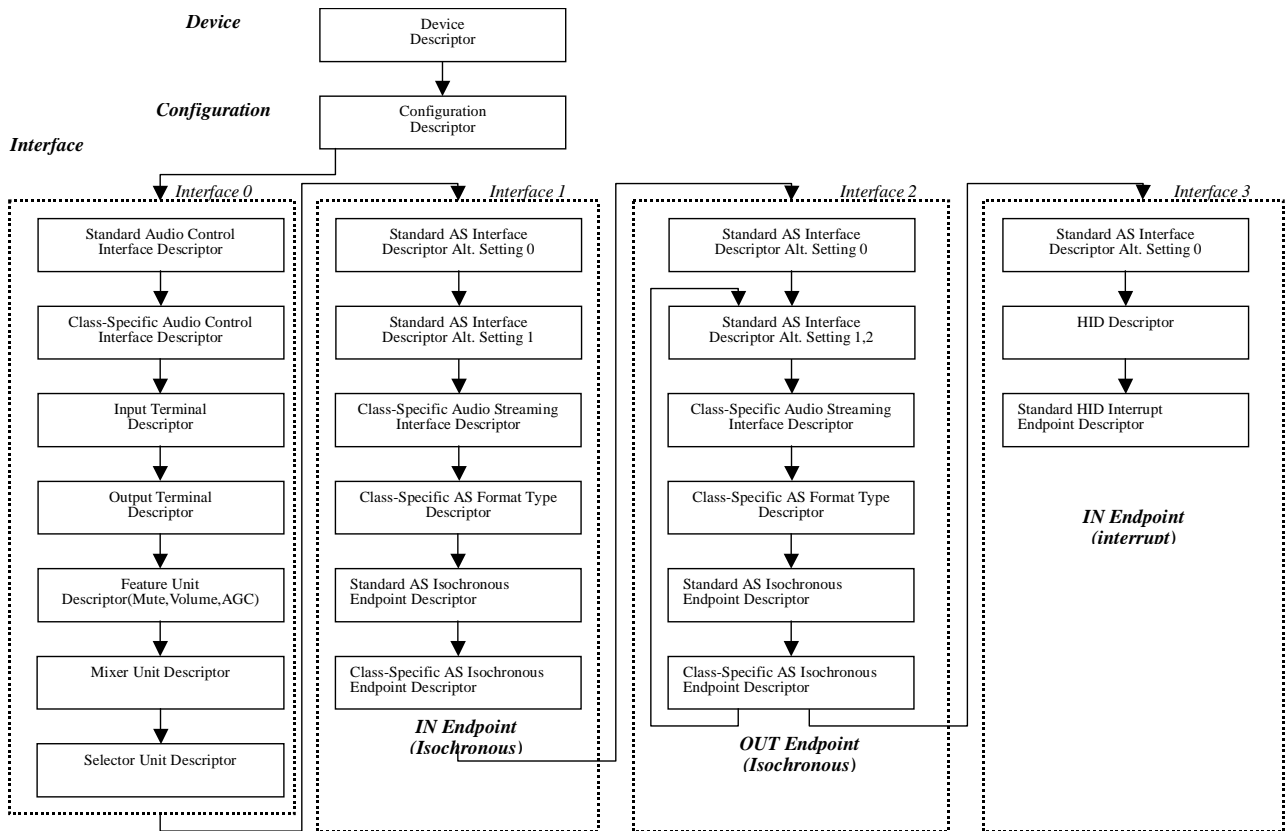 Device
Device
Descriptor
Configuration
Configuration
Descriptor
Interface
Interface 0
Standard Audio Control
Interface Descriptor
Class-Specific Audio Control
Interface Descriptor
Input Terminal
Descriptor
Output Terminal
Descriptor
Feature Unit
Descriptor(Mute,Volume,AGC)
Mixer Unit Descriptor
Selector Unit Descriptor
Interface 1
Standard AS Interface
Descriptor Alt. Setting 0
Standard AS Interface
Descriptor Alt. Setting 1
Class-Specific Audio Streaming
Interface Descriptor
Class-Specific AS Format Type
Descriptor
Standard AS Isochronous
Endpoint Descriptor
Class-Specific AS Isochronous
Endpoint Descriptor
IN Endpoint
(Isochronous)
Interface 2
Standard AS Interface
Descriptor Alt. Setting 0
Standard AS Interface
Descriptor Alt. Setting 1,2
Class-Specific Audio Streaming
Interface Descriptor
Class-Specific AS Format Type
Descriptor
Standard AS Isochronous
Endpoint Descriptor
Class-Specific AS Isochronous
Endpoint Descriptor
OUT Endpoint
(Isochronous)
Interface 3
Standard AS Interface
Descriptor Alt. Setting 0
HID Descriptor
Standard HID Interrupt
Endpoint Descriptor
IN Endpoint
(interrupt)